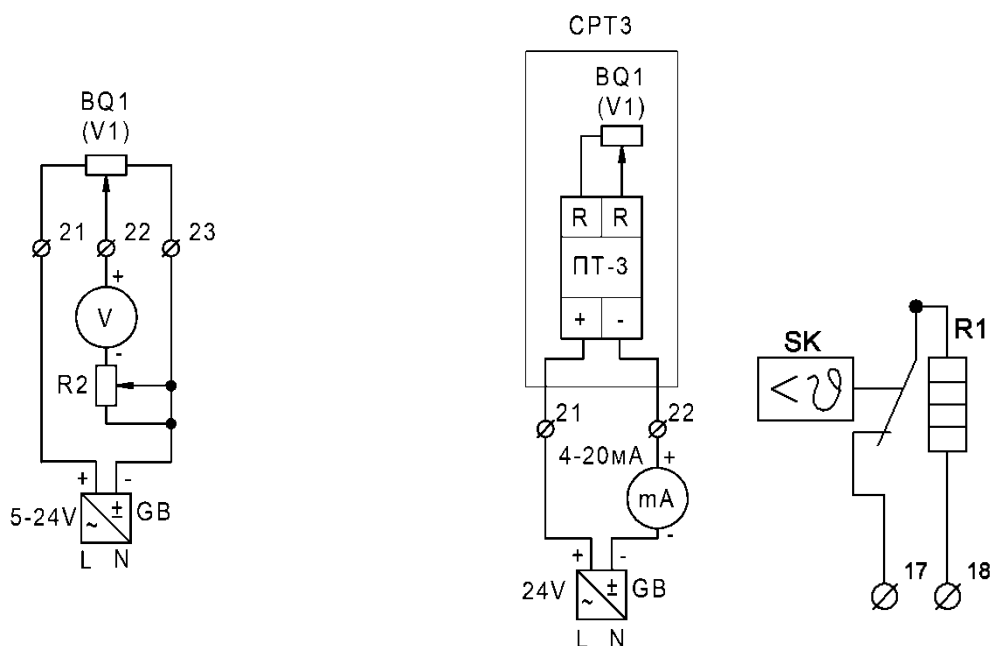 BQ1
(V1)
21
22
23
+
V
-
R2
+
-
5-24V
~
±
GB
L
N
СРТ3
BQ1
(V1)
R
R
ПТ-3
+
-
21
22
4-20мА
+
mA
-
+
-
24V
~
±
GB
L
N
SK
<ϑ
R1
17
18